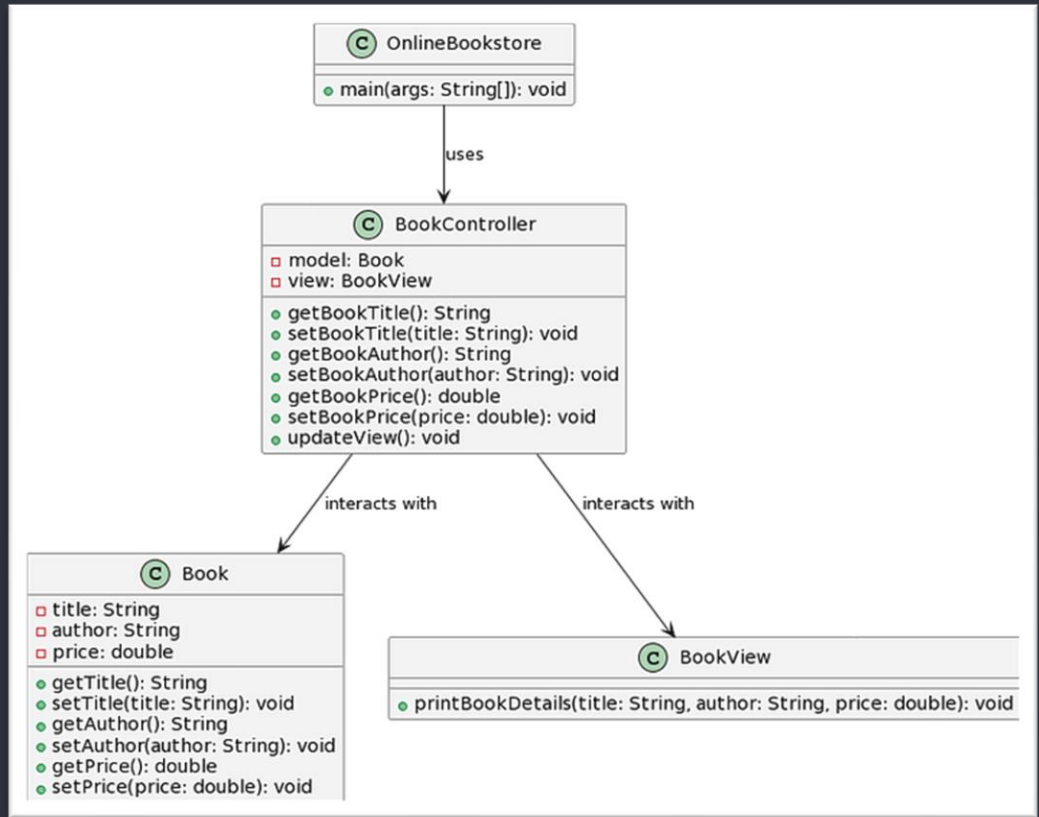 C OnlineBookstore
main(args: String[]): void
uses
C BookController
model: Book
view: BookView
getBookTitle(): String
setBookTitle(title: String): void
getBookAuthor(): String
setBookAuthor(author: String): void
getBookPrice(): double
setBookPrice(price: double): void
updateView(): void
interacts with
interacts with
C Book
title: String
author: String
price: double
getTitle(): String
setTitle(title: String): void
getAuthor(): String
setAuthor(author: String): void
getPrice(): double
setPrice(price: double): void
C BookView
printBookDetails(title: String, author: String, price: double): void